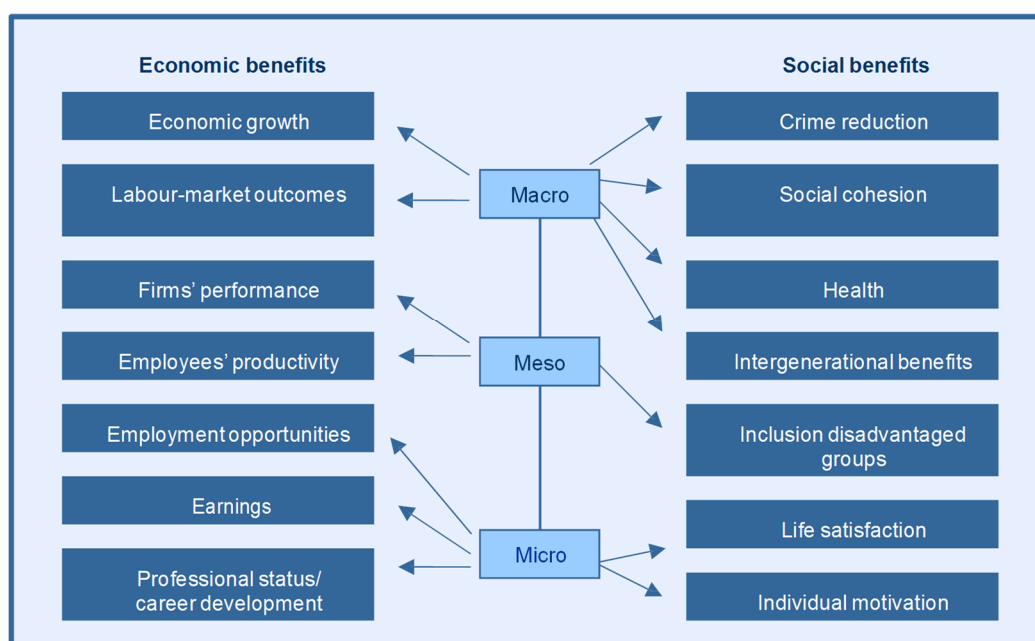 Economic benefits
Economic growth
Labour-market outcomes
Firms' performance
Employees' productivity
Employment opportunities
Earnings
Professional status/
career development
Macro
Meso
Micro
Social benefits
Crime reduction
Social cohesion
Health
Intergenerational benefits
Inclusion disadvantaged
groups
Life satisfaction
Individual motivation